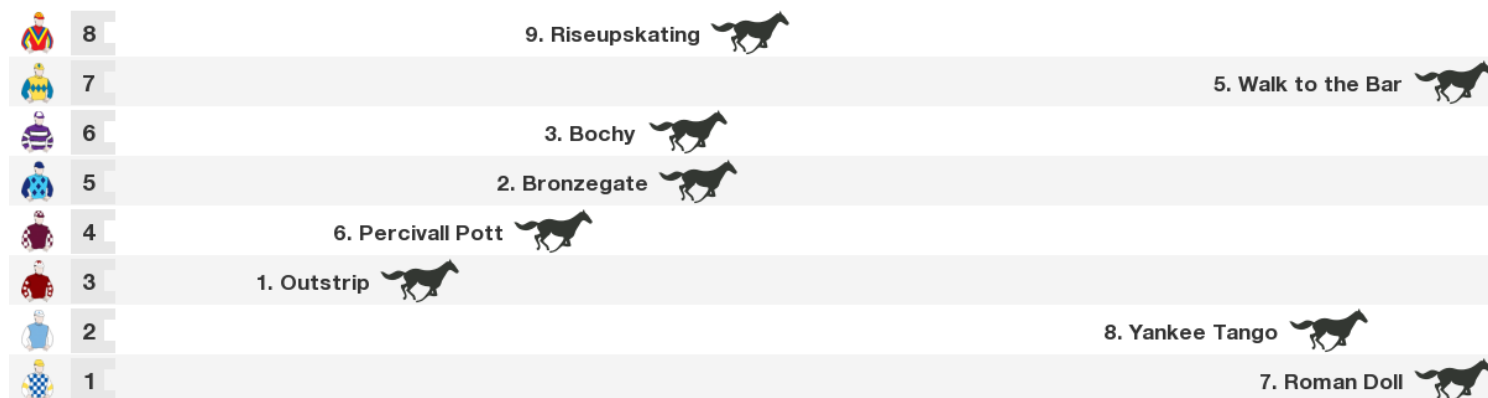 8 9. Riseupskating
7 5. Walk to the Bar
6 3. Bochy
5 2. Bronzegate
4 6. Percivall Pott
3 1. Outstrip
2 8. Yankee Tango
1 7. Roman Doll